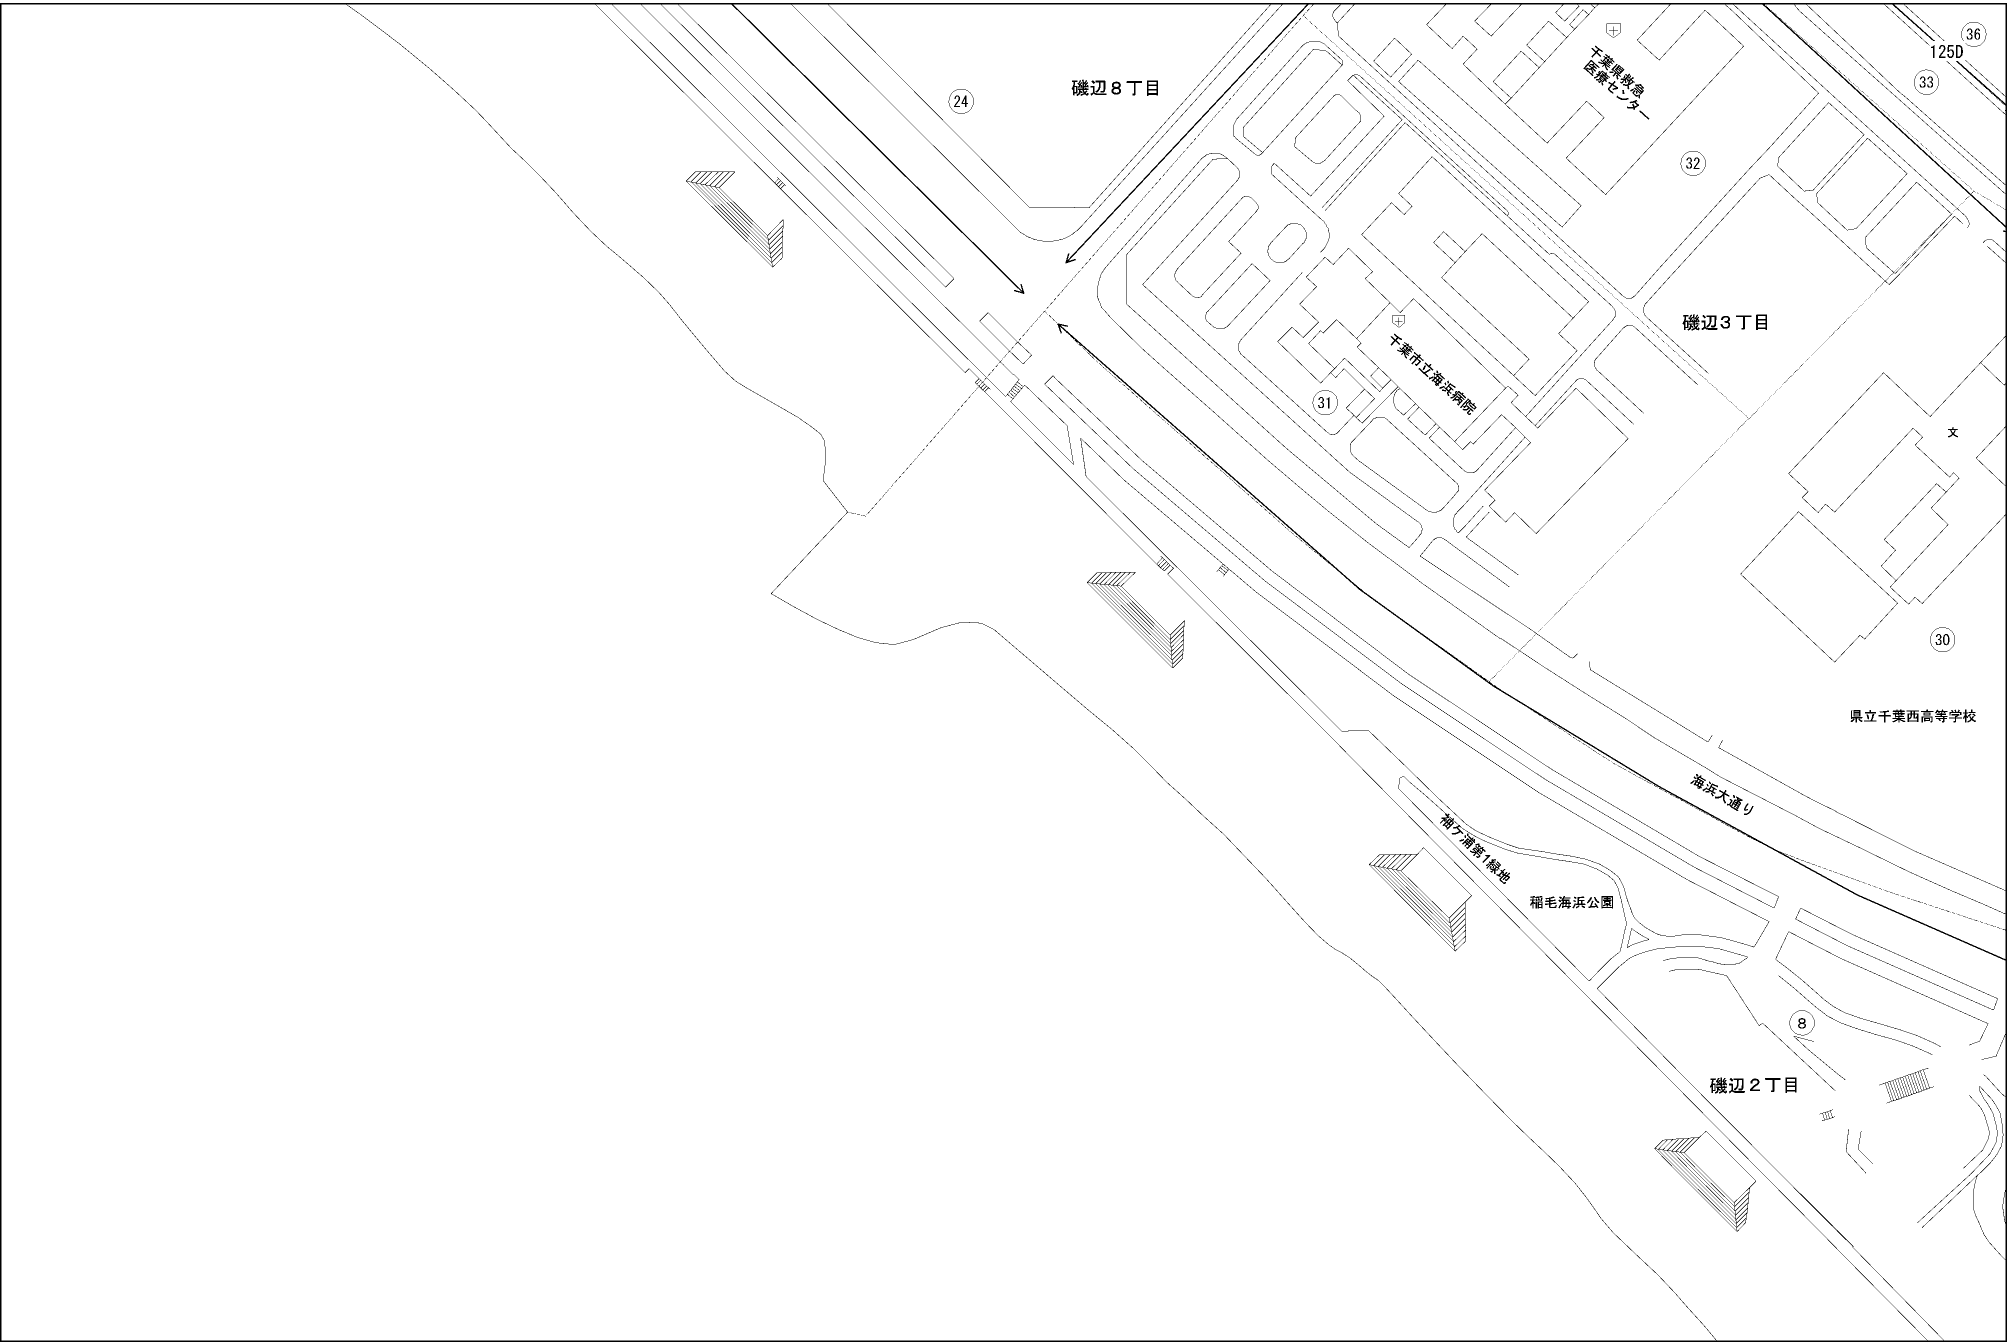 36
125D
千葉県救急
医療センター
33
磯辺８丁目
24
32
磯辺３丁目
千葉市立海浜病院
31
文
30
県立千葉西高等学校
海浜大通り
袖ケ浦第1緑地
稲毛海浜公園
8
磯辺２丁目